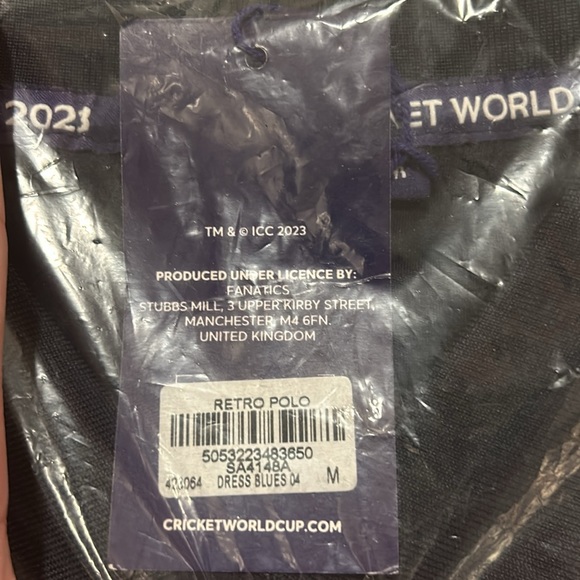 2023
ET WORLD
TM & © ICC 2023
PRODUCED UNDER LICENCE BY:
FANATICS
STUBBS MILL, 3 UPPER KIRBY STREET,
MANCHESTER, M4 6FN.
UNITED KINGDOM
RETRO POLO
5053223483650
SA4148A
DRESS BLUES 04 M
CRICKETWORLDCUP.COM